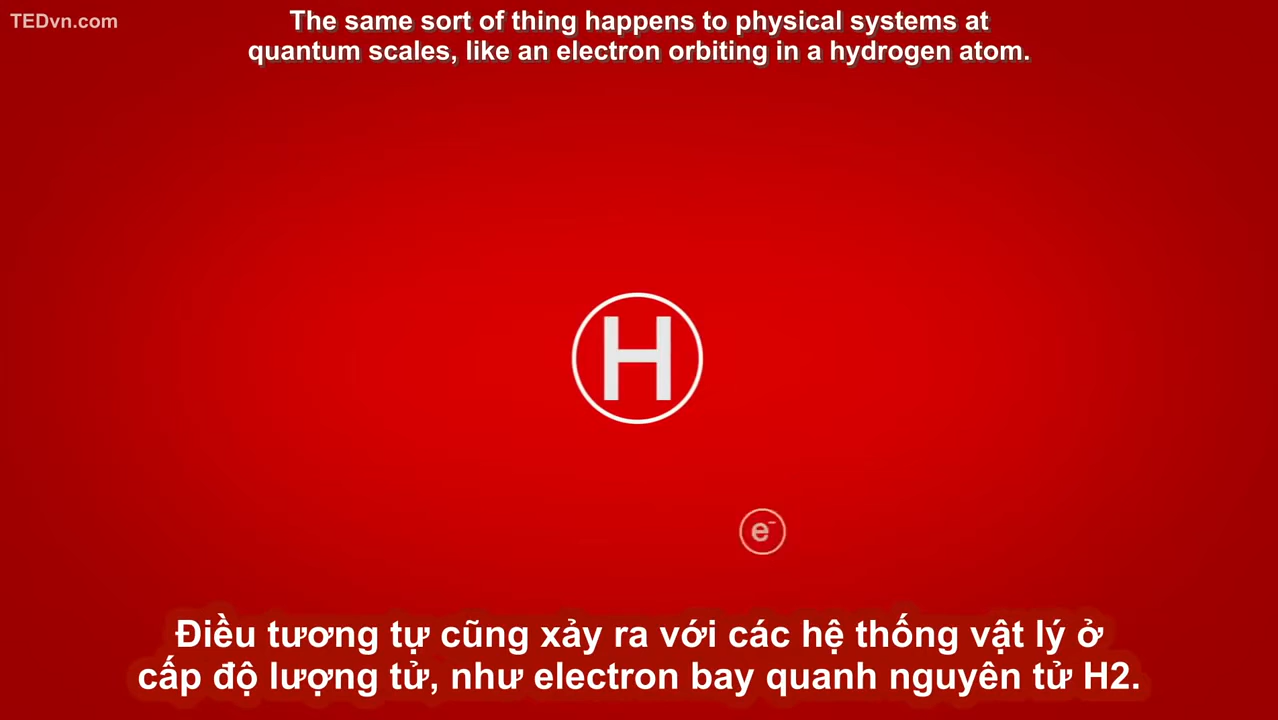 TEDvn.com
The same sort of thing happens to physical systems at
quantum scales, like an electron orbiting in a hydrogen atom.
H
e⁻
Điều tương tự cũng xảy ra với các hệ thống vật lý ở
cấp độ lượng tử, như electron bay quanh nguyên tử H2.